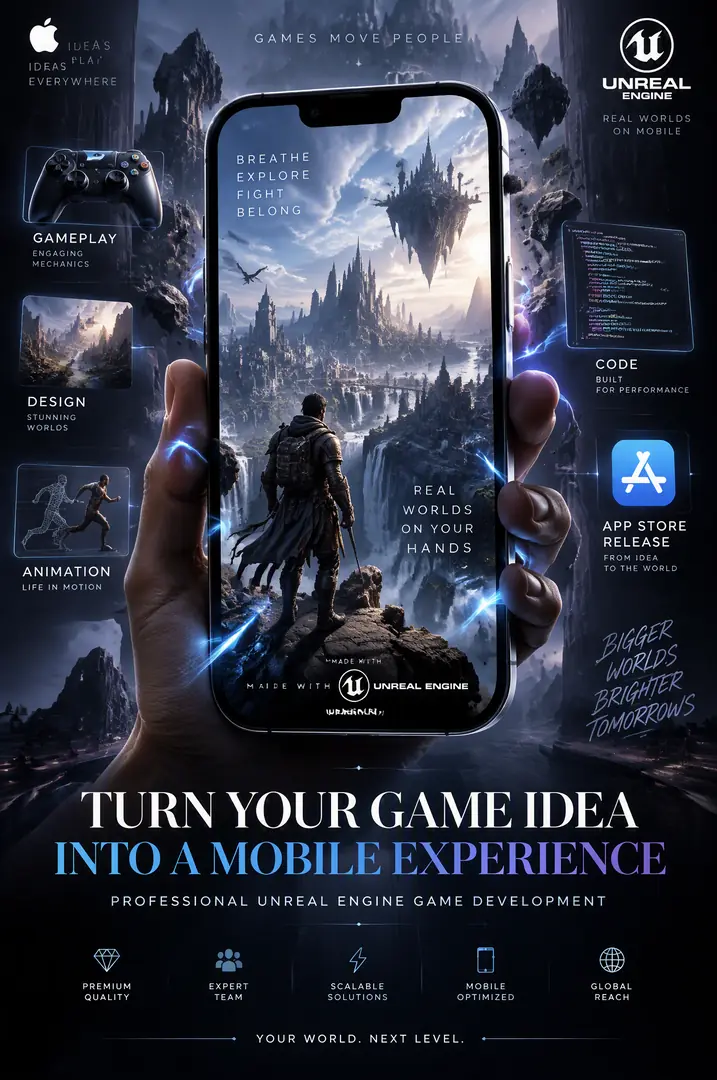 IDEAS
IDEAS PLAY
EVERYWHERE
GAMES MOVE PEOPLE
UNREAL
ENGINE
REAL WORLDS
ON MOBILE
BREATHE
EXPLORE
FIGHT
BELONG
GAMEPLAY
ENGAGING
MECHANICS
DESIGN
STUNNING
WORLDS
ANIMATION
LIFE IN MOTION
CODE
BUILT
FOR PERFORMANCE
APP STORE
RELEASE
FROM IDEA
TO THE WORLD
REAL
WORLDS
ON YOUR
HANDS
BIGGER
WORLDS
BRIGHTER
TOMORROWS
MADE WITH
MAIDE WITH UNREAL ENGINE
TURN YOUR GAME IDEA
INTO A MOBILE EXPERIENCE
PROFESSIONAL UNREAL ENGINE GAME DEVELOPMENT
PREMIUM
QUALITY
EXPERT
TEAM
SCALABLE
SOLUTIONS
MOBILE
OPTIMIZED
GLOBAL
REACH
YOUR WORLD. NEXT LEVEL.